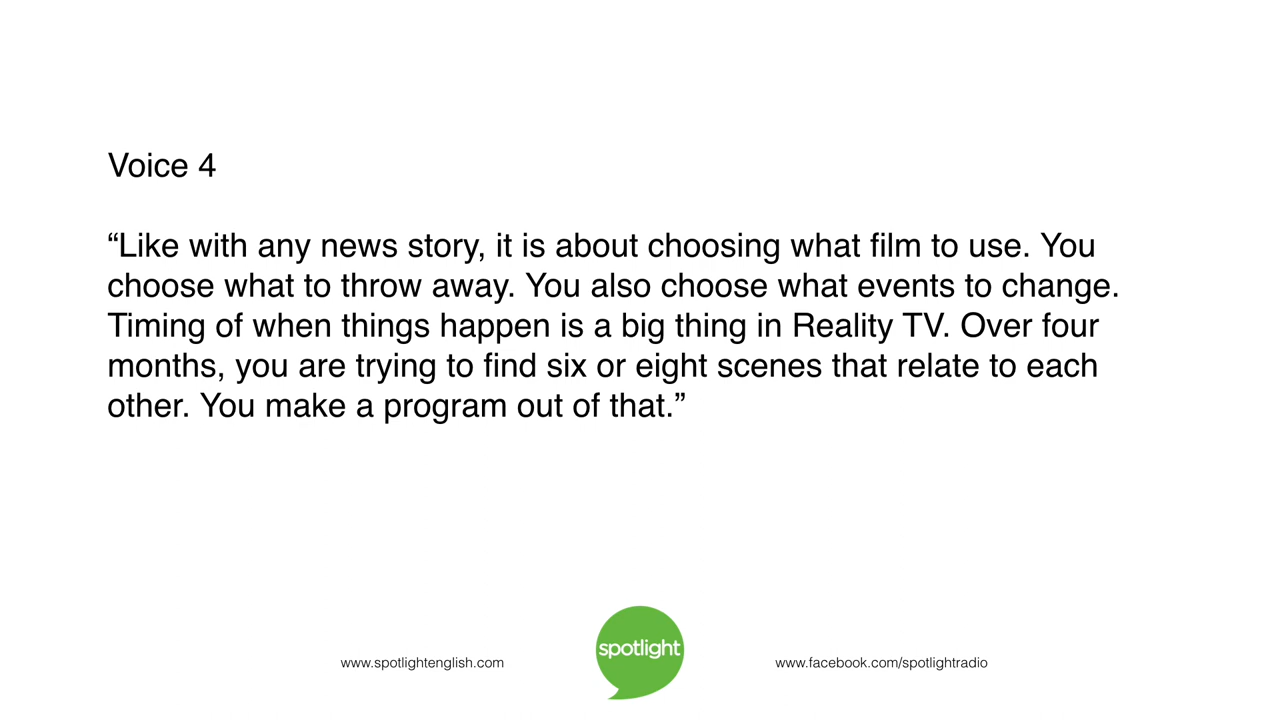 Voice 4
“Like with any news story, it is about choosing what film to use. You
choose what to throw away. You also choose what events to change.
Timing of when things happen is a big thing in Reality TV. Over four
months, you are trying to find six or eight scenes that relate to each
other. You make a program out of that.”
www.spotlightenglish.com
spotlight
www.facebook.com/spotlightradio